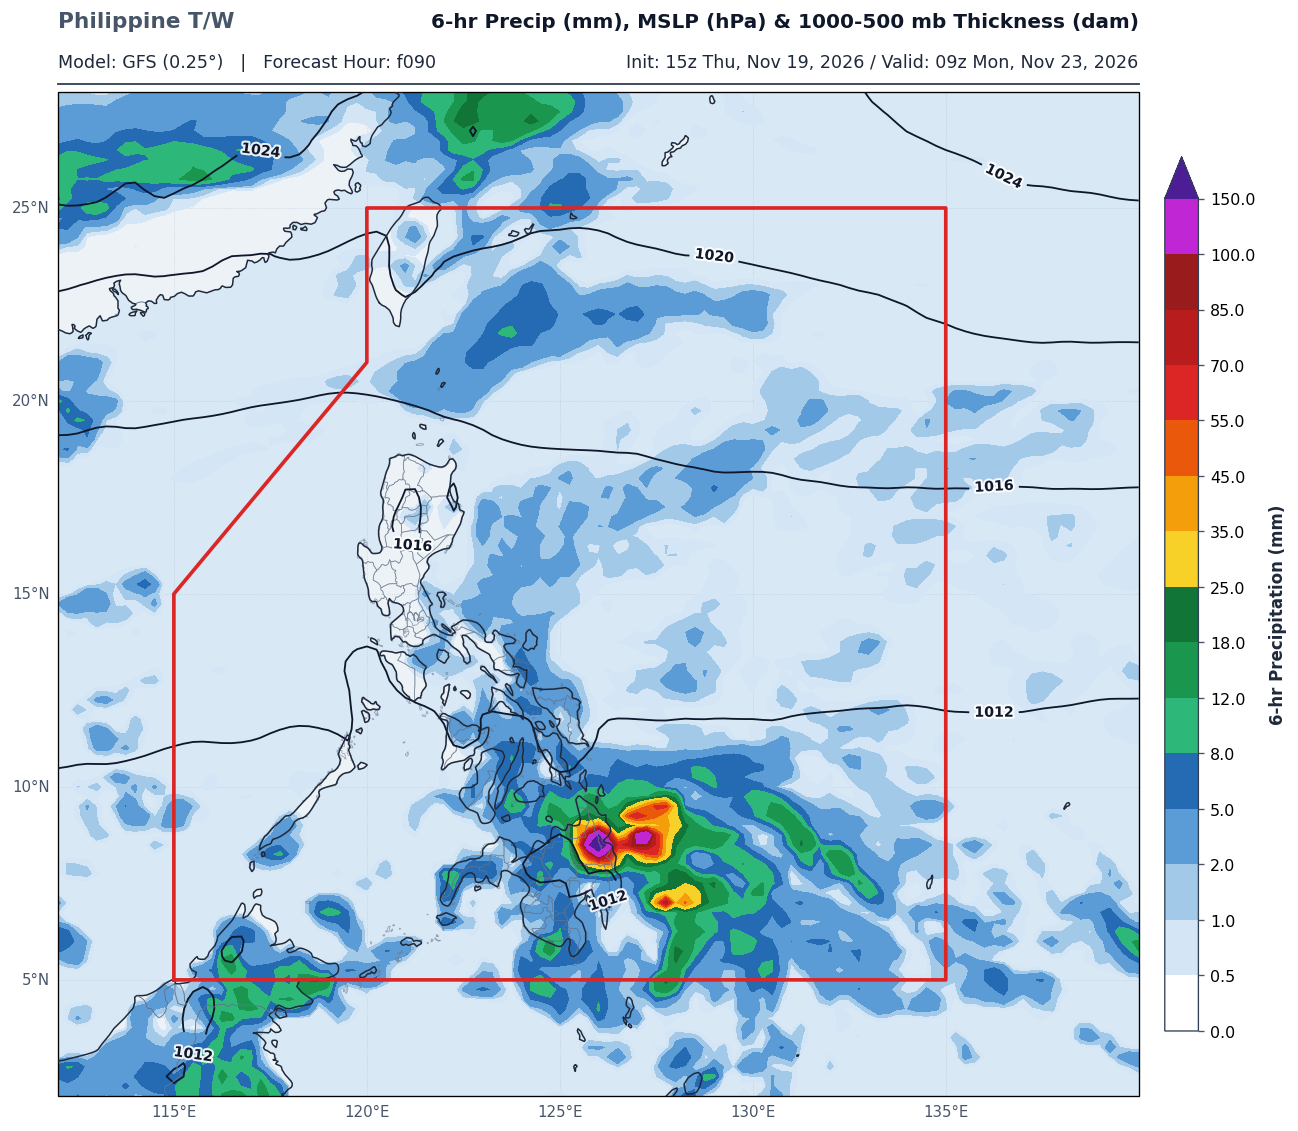 Philippine T/W
6-hr Precip (mm), MSLP (hPa) & 1000-500 mb Thickness (dam)
Model: GFS (0.25°) | Forecast Hour: f090
Init: 15z Thu, Nov 19, 2026 / Valid: 09z Mon, Nov 23, 2026
1024
1024
1020
1016
1016
1012
1012
1012
25°N
20°N
15°N
10°N
5°N
115°E
120°E
125°E
130°E
135°E
150.0
100.0
85.0
70.0
55.0
45.0
35.0
25.0
18.0
12.0
8.0
5.0
2.0
1.0
0.5
0.0
6-hr Precipitation (mm)